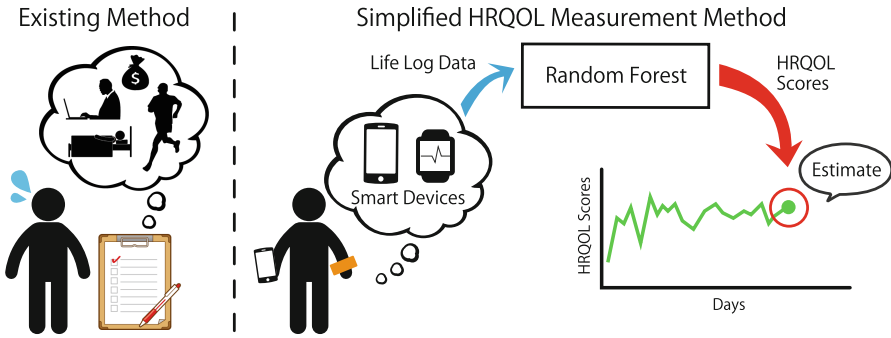 Existing Method
$
Simplified HRQOL Measurement Method
Life Log Data
Random Forest
HRQOL
Scores
Smart Devices
Estimate
HRQOL Scores
Days